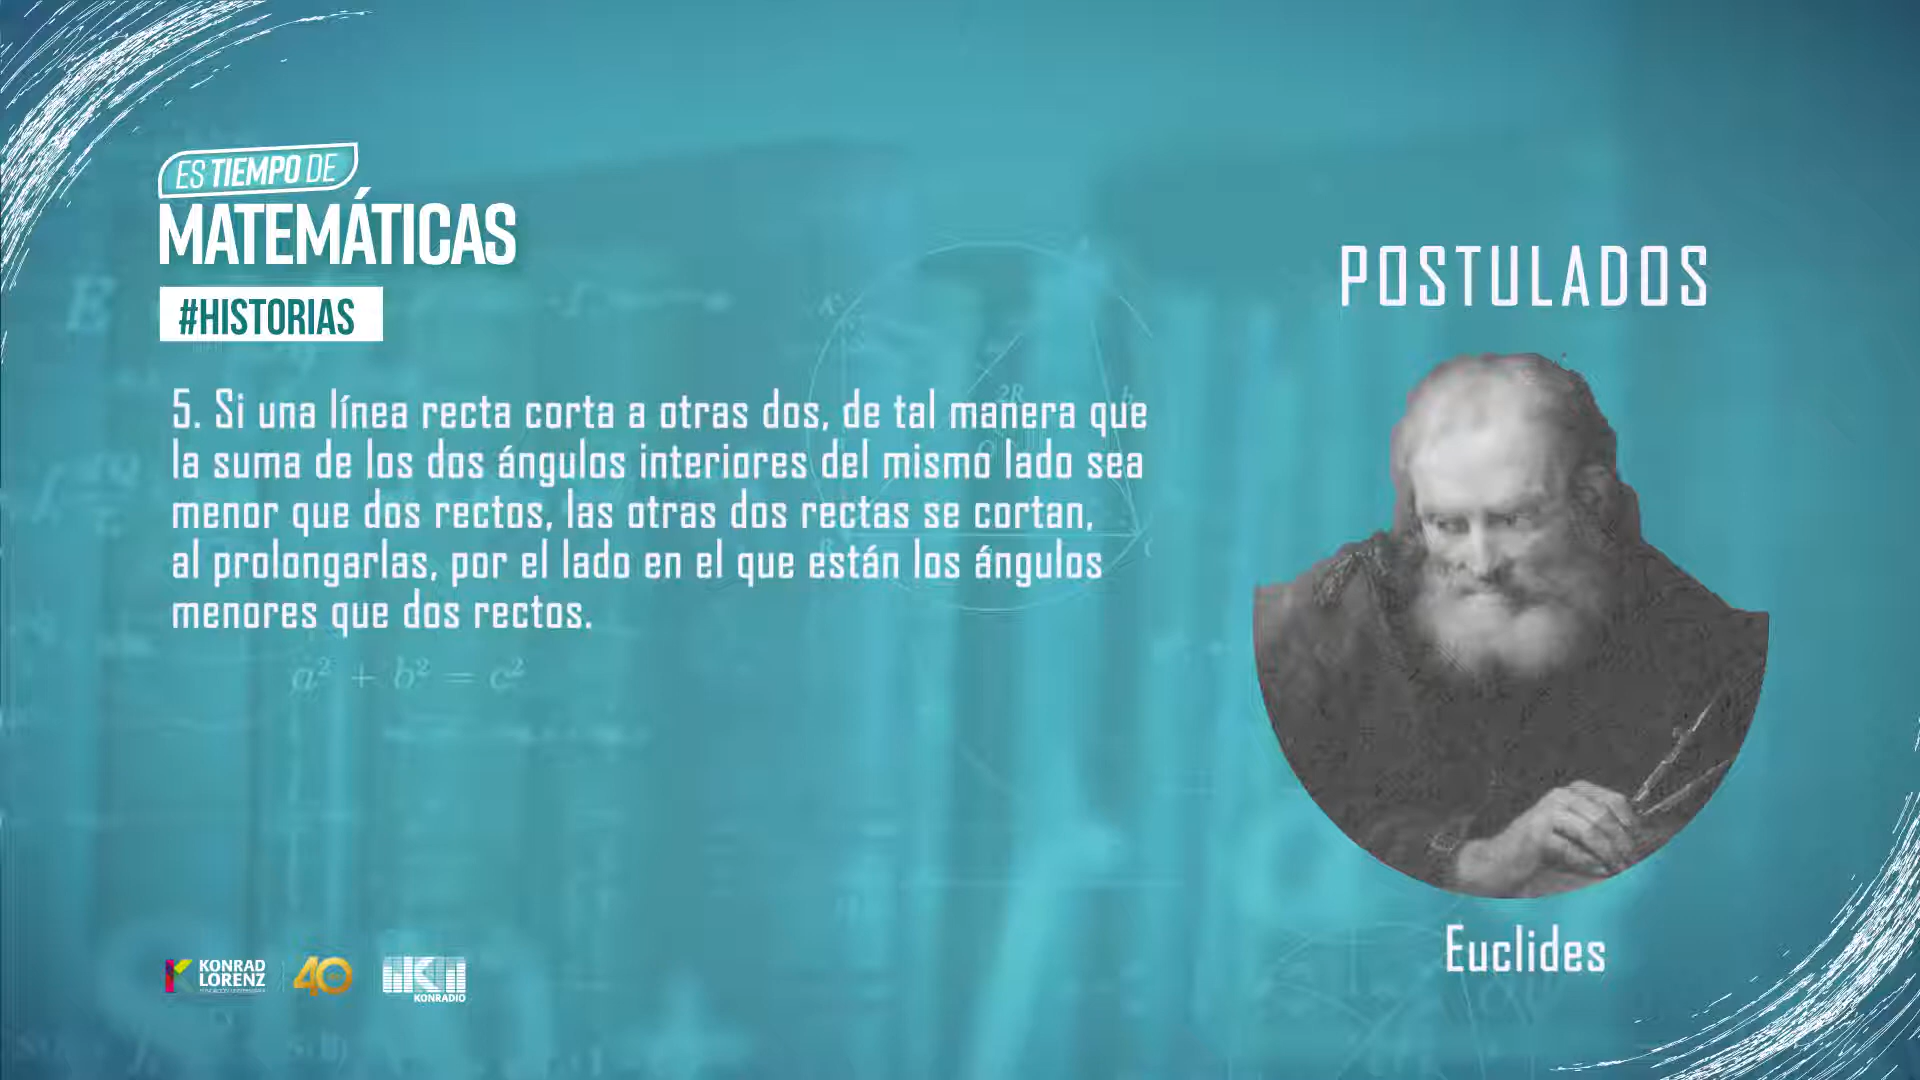 ES TIEMPO DE
MATEMÁTICAS
#HISTORIAS
POSTULADOS
5. Si una línea recta corta a otras dos, de tal manera que
la suma de los dos ángulos interiores del mismo lado sea
menor que dos rectos, las otras dos rectas se cortan,
al prolongarlas, por el lado en el que están los ángulos
menores que dos rectos.
a² + b² = c²
Euclides
KONRAD
LORENZ
40
KONRADIO